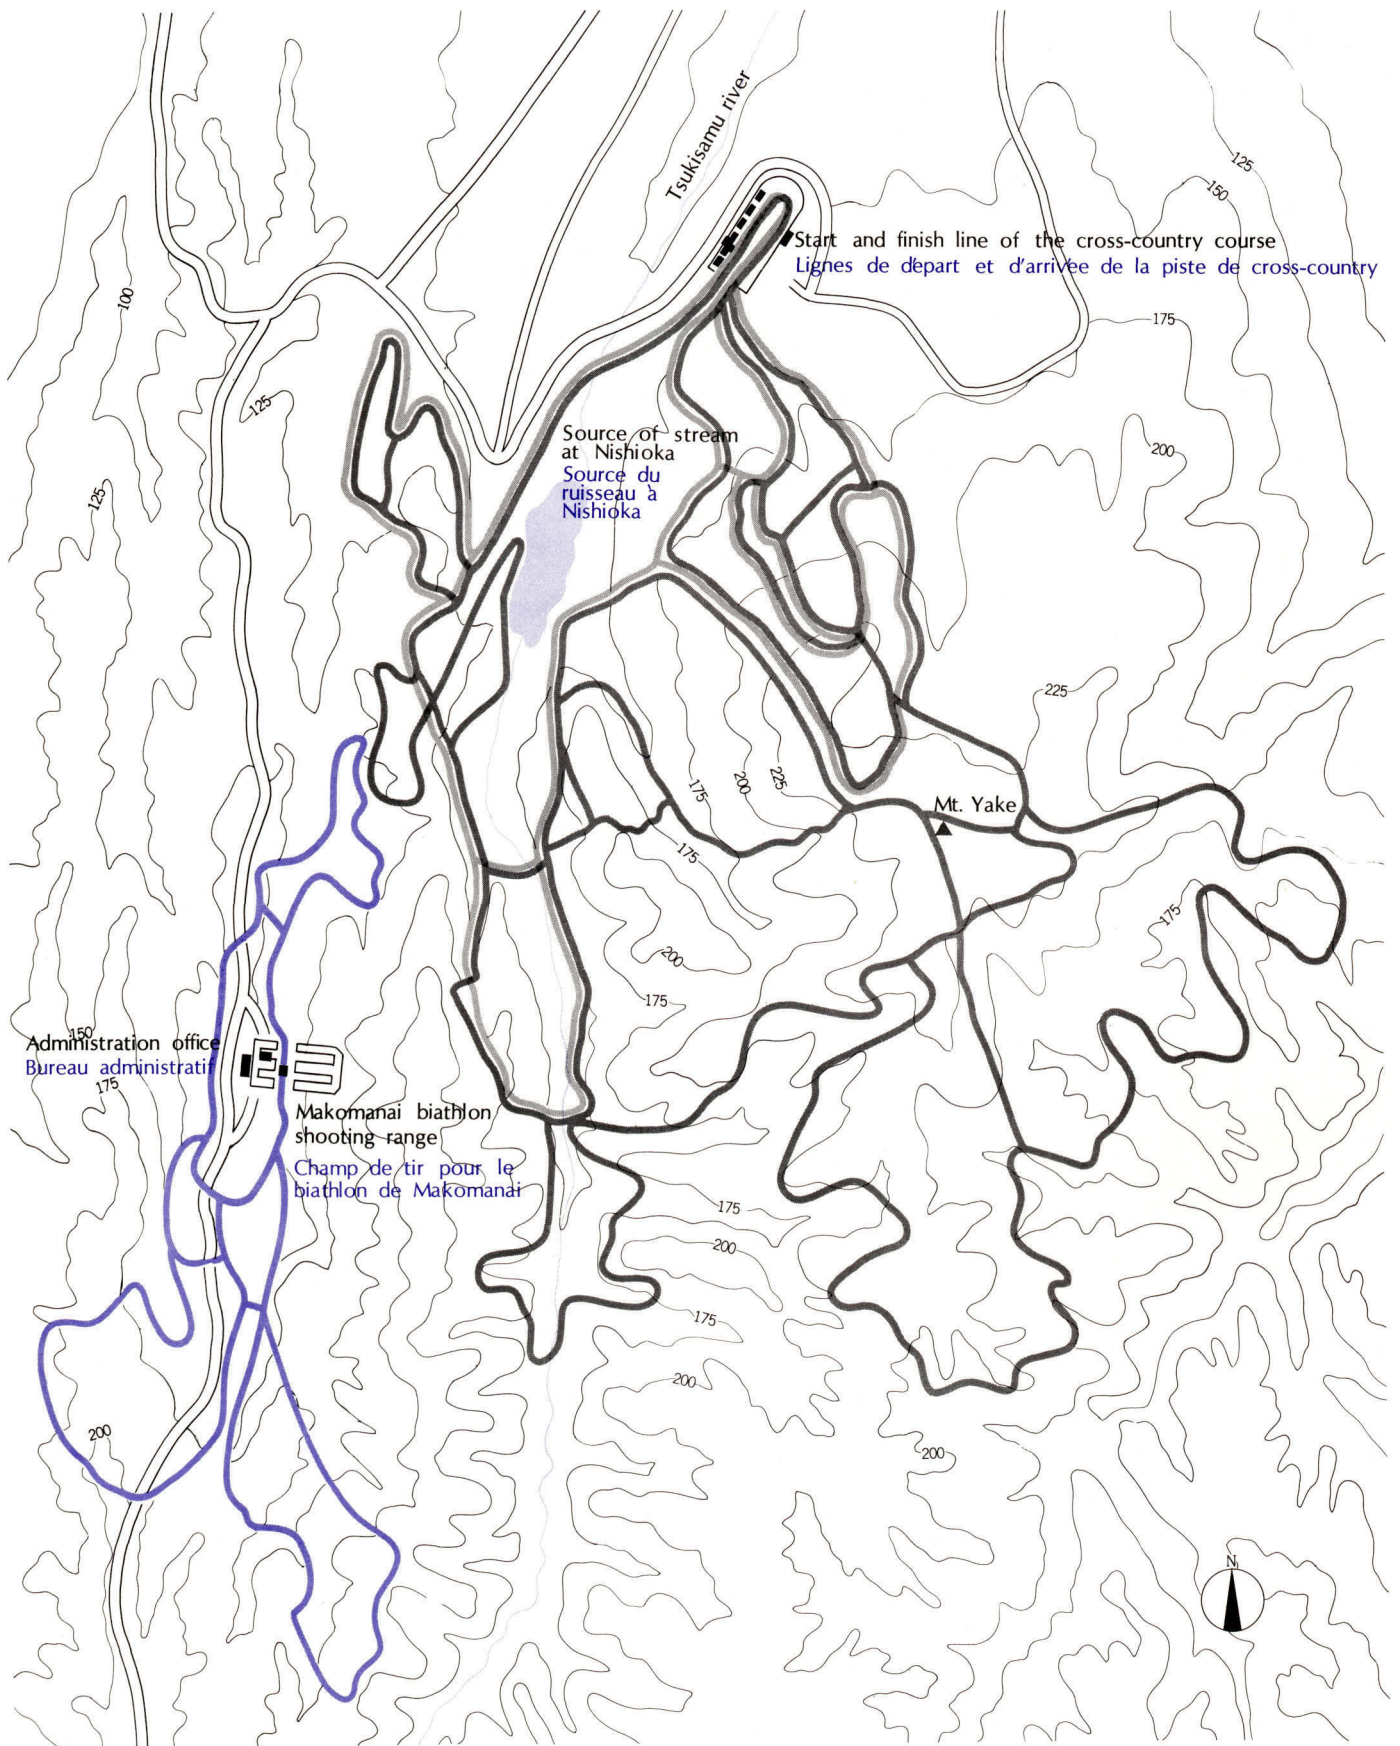 Tsukisamu river
125
150
Start and finish line of the cross-country course
Lignes de départ et d'arrivée de la piste de cross-country
100
175
125
Source of stream
at Nishioka
Source du
ruisseau à
Nishioka
200
125
225
175
200
225
Mt. Yake
175
175
200
175
150
Administration office
Bureau administratif
175
Makomanai biathlon
shooting range
Champ de tir pour le
biathlon de Makomanai
175
200
175
200
200
200
N